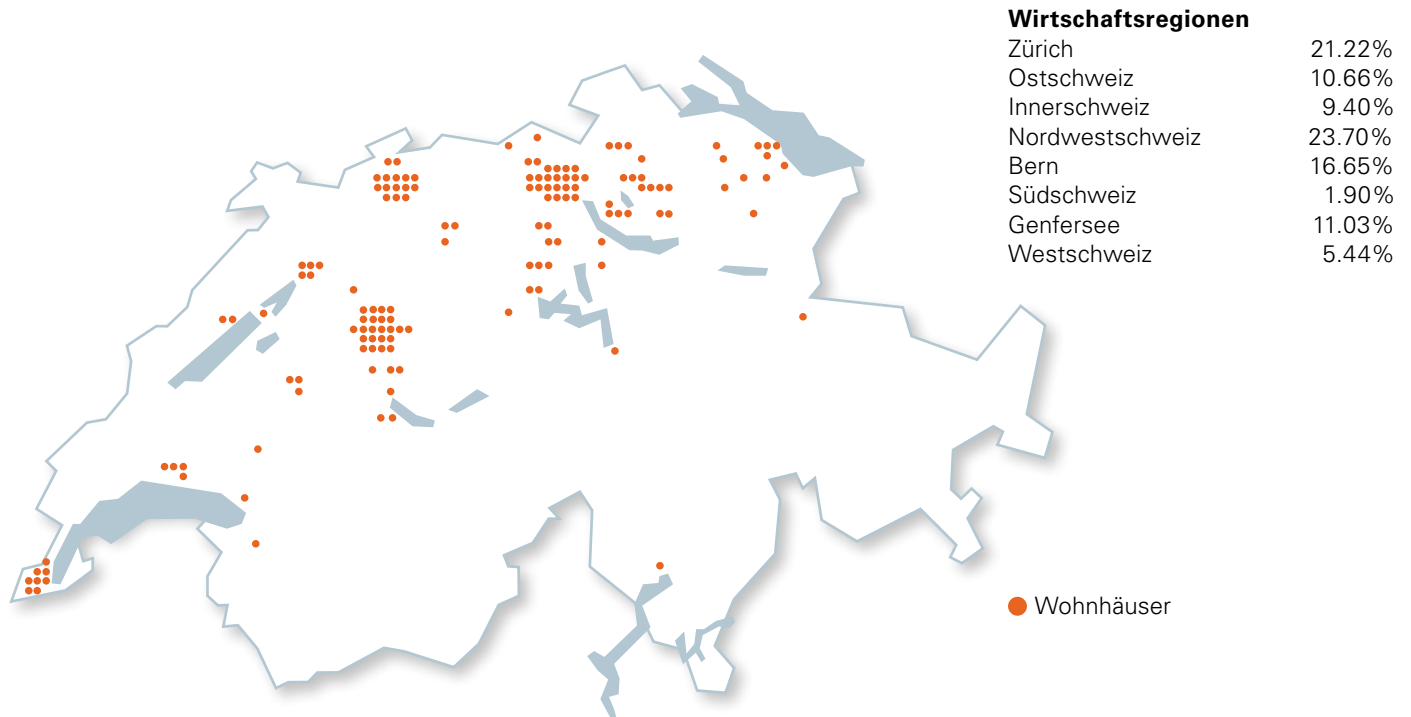 Wirtschaftsregionen
Zürich 21.22%
Ostschweiz 10.66%
Innerschweiz 9.40%
Nordwestschweiz 23.70%
Bern 16.65%
Südschweiz 1.90%
Genfersee 11.03%
Westschweiz 5.44%
Wohnhäuser